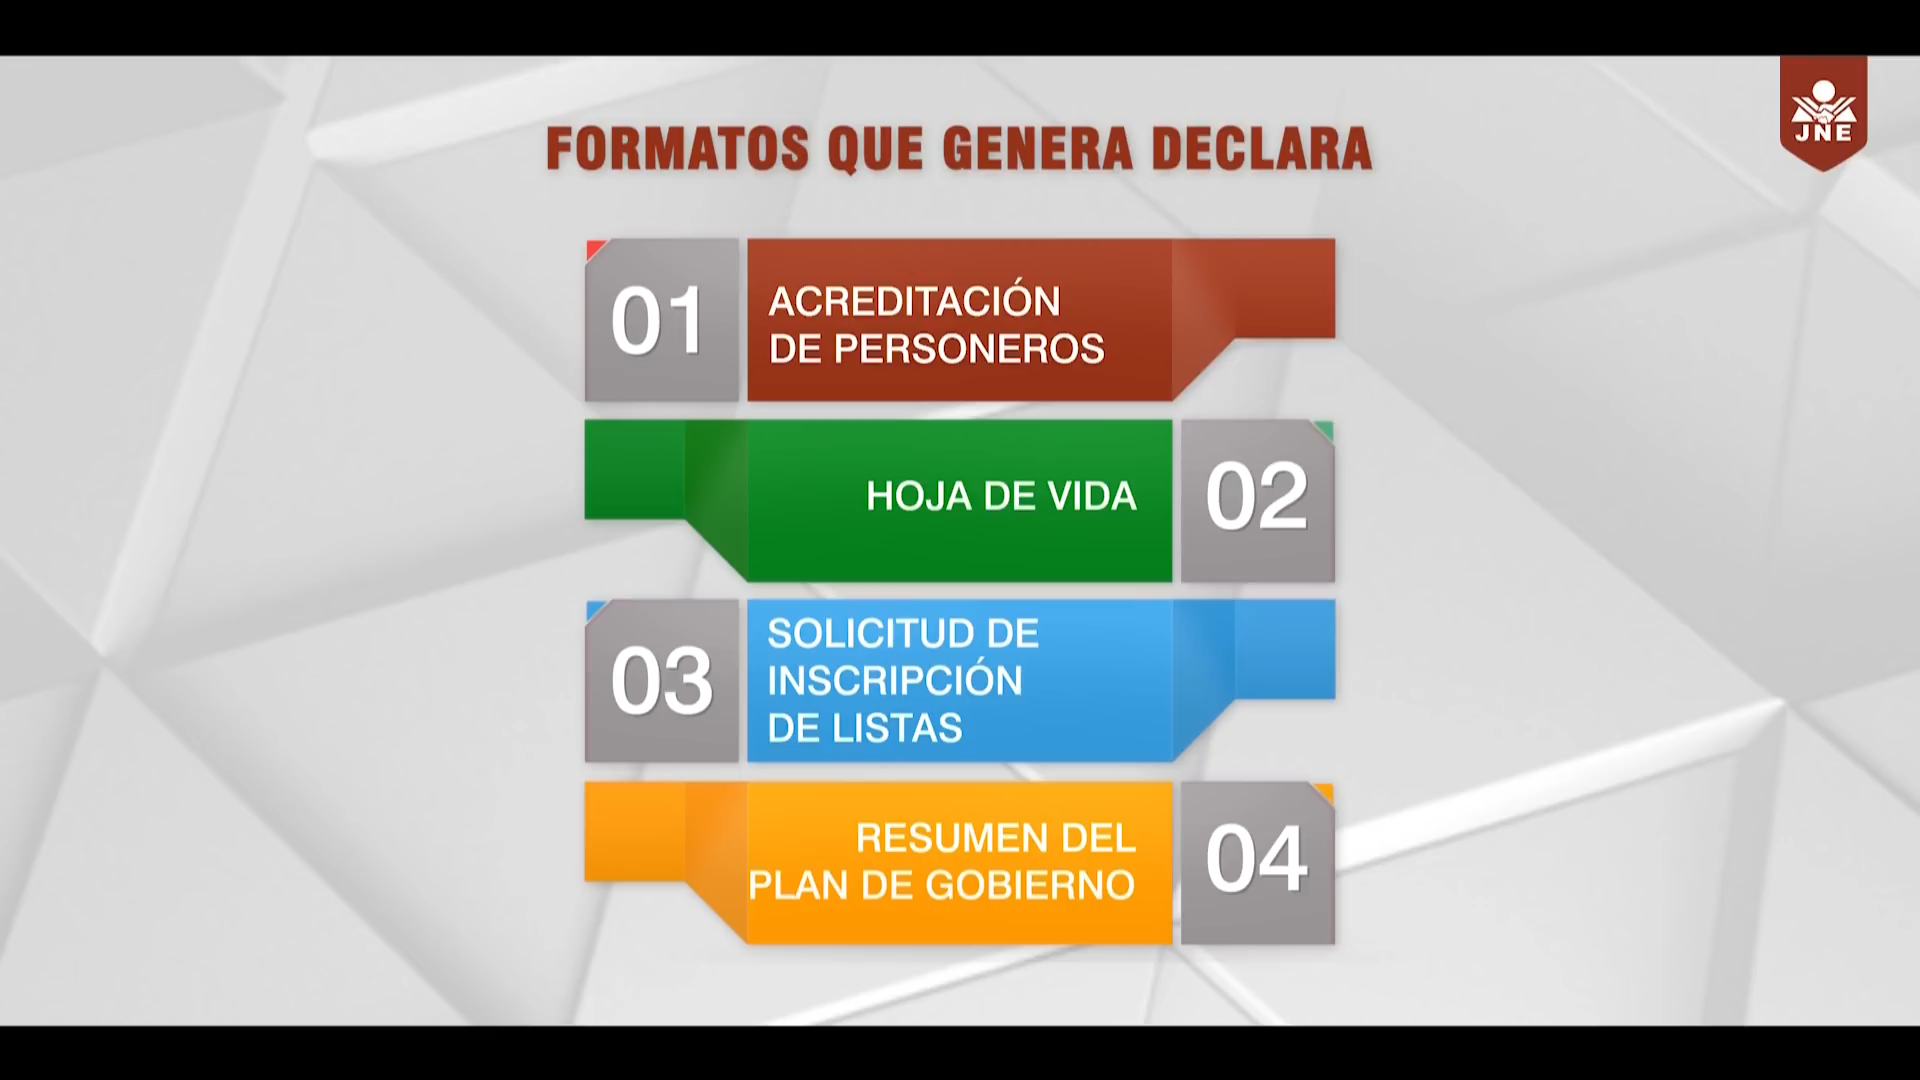 JNE
FORMATOS QUE GENERA DECLARA
01
ACREDITACIÓN
DE PERSONEROS
HOJA DE VIDA
02
03
SOLICITUD DE
INSCRIPCIÓN
DE LISTAS
RESUMEN DEL
PLAN DE GOBIERNO
04